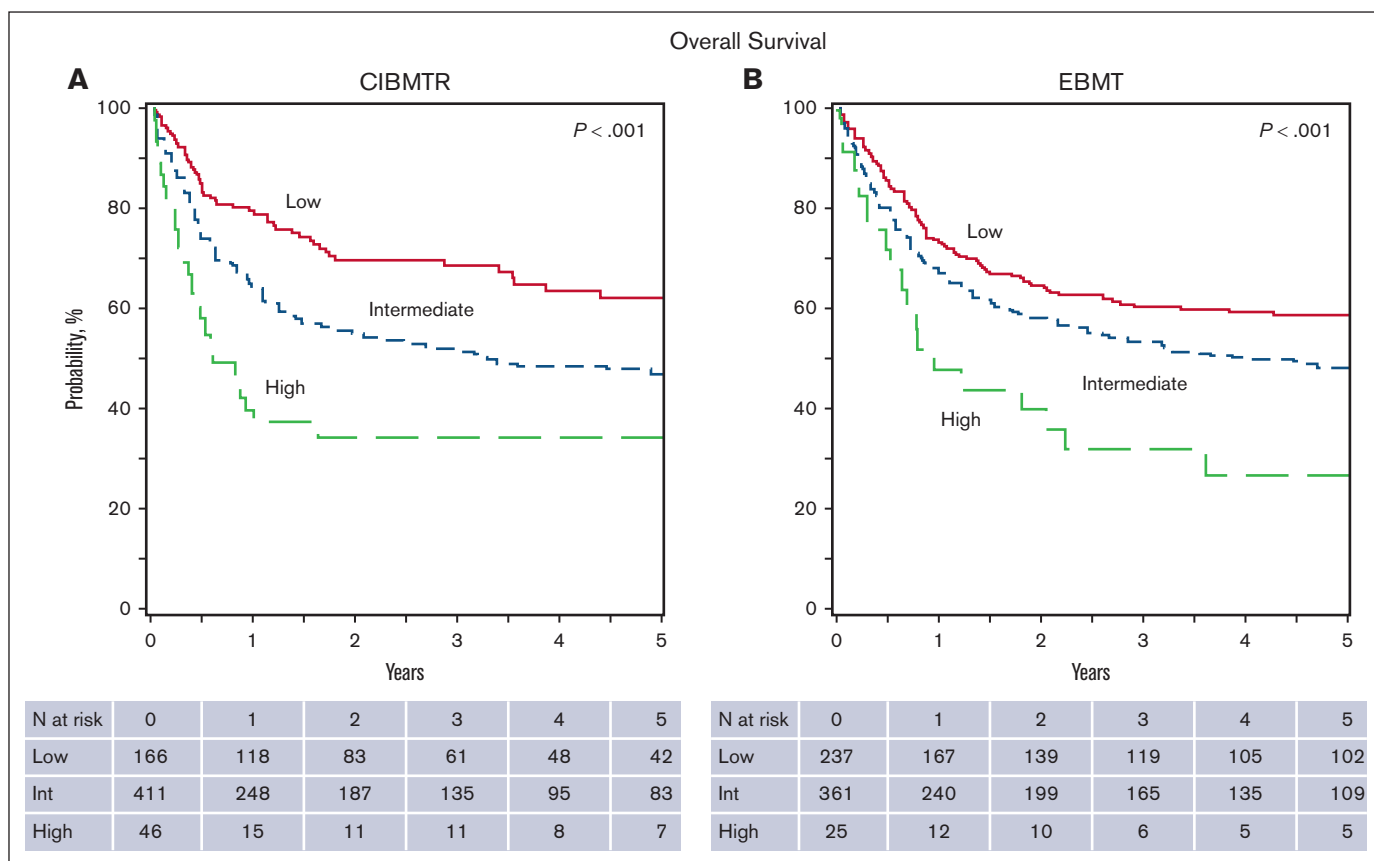 Overall Survival
A
CIBMTR
100
80
60
40
20
0
Probability, %
P < .001
Low
Intermediate
High
0 1 2 3 4 5
Years
N at risk 0 1 2 3 4 5
Low 166 118 83 61 48 42
Int 411 248 187 135 95 83
High 46 15 11 11 8 7
B
EBMT
100
80
60
40
20
0
P < .001
Low
Intermediate
High
0 1 2 3 4 5
Years
N at risk 0 1 2 3 4 5
Low 237 167 139 119 105 102
Int 361 240 199 165 135 109
High 25 12 10 6 5 5